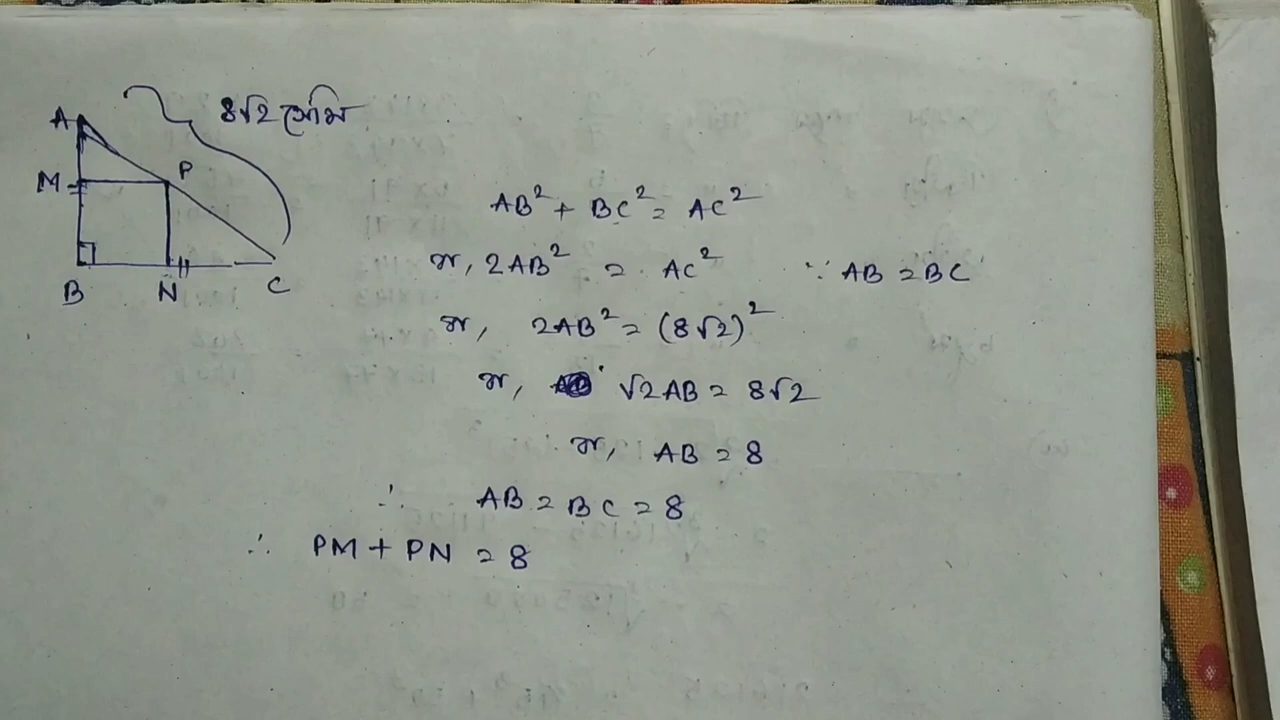 8√2 সেমি
A
M P
B N C
AB² + BC² = AC²
বা, 2AB² = AC² ∵ AB = BC
বা, 2AB² = (8√2)²
বা, √2AB = 8√2
বা, AB = 8
∴ AB = BC = 8
∴ PM + PN = 8